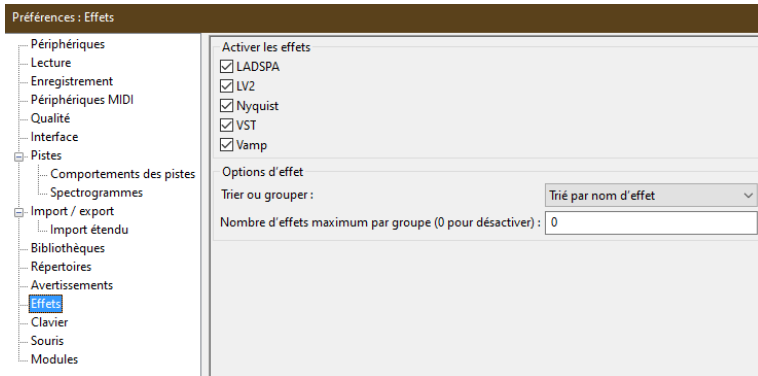 Préférences : Effets
Périphériques
Lecture
Enregistrement
Périphériques MIDI
Qualité
Interface
Pistes
Comportements des pistes
Spectrogrammes
Import / export
Import étendu
Bibliothèques
Répertoires
Avertissements
Effets
Clavier
Souris
Modules
Activer les effets
LADSPA
LV2
Nyquist
VST
Vamp
Options d'effet
Trier ou grouper : Trié par nom d'effet
Nombre d'effets maximum par groupe (0 pour désactiver) : 0